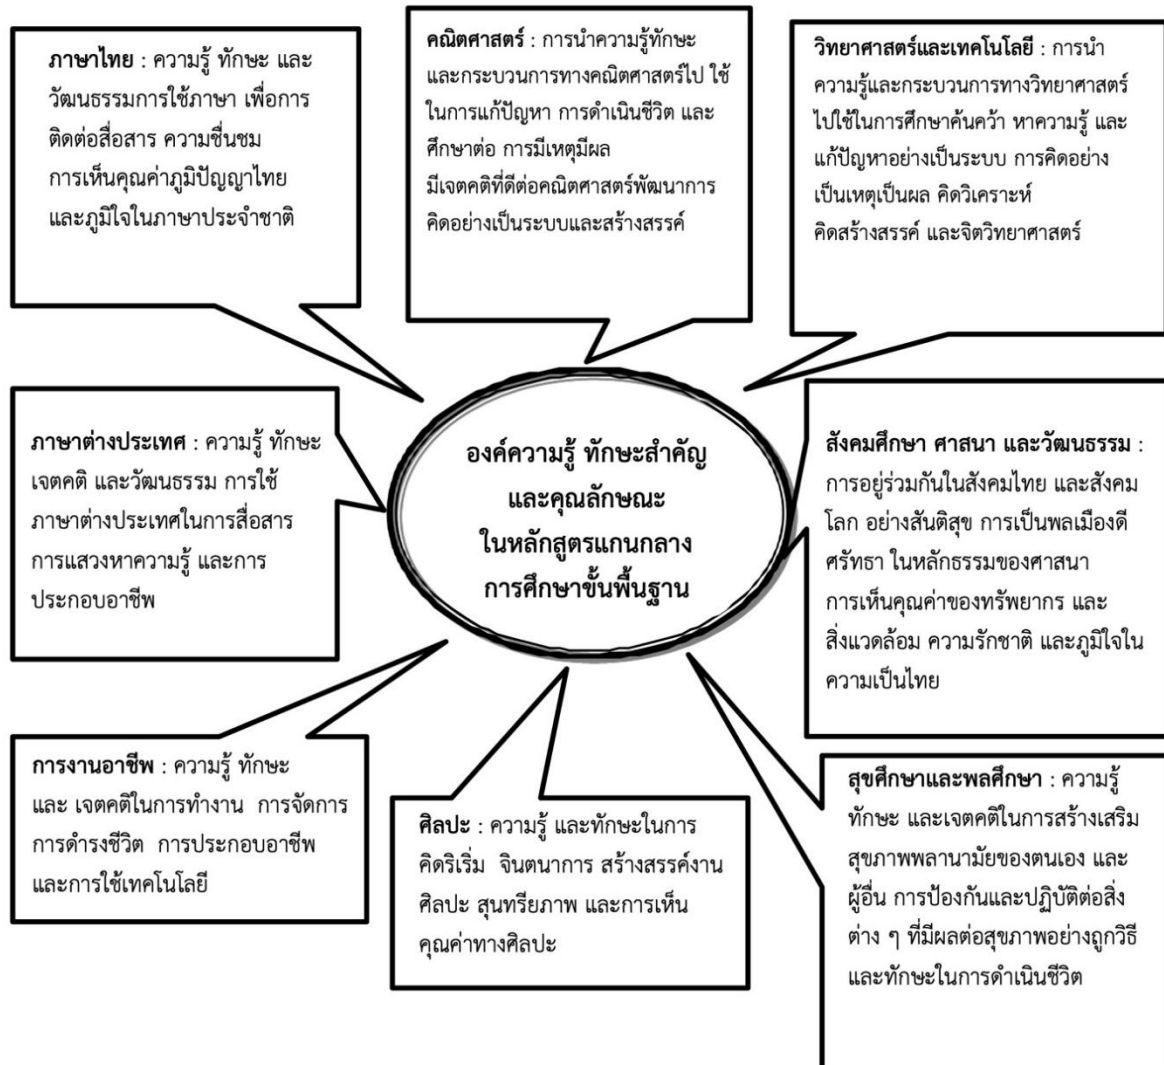 ภาษาไทย : ความรู้ ทักษะ และ
วัฒนธรรมการใช้ภาษา เพื่อการ
ติดต่อสื่อสาร ความชื่นชม
การเห็นคุณค่าภูมิปัญญาไทย
และภูมิใจในภาษาประจำชาติ
คณิตศาสตร์ : การนำความรู้ทักษะ
และกระบวนการทางคณิตศาสตร์ไป ใช้
ในการแก้ปัญหา การดำเนินชีวิต และ
ศึกษาต่อ การมีเหตุมีผล
มีเจตคติที่ดีต่อคณิตศาสตร์พัฒนาการ
คิดอย่างเป็นระบบและสร้างสรรค์
วิทยาศาสตร์และเทคโนโลยี : การนำ
ความรู้และกระบวนการทางวิทยาศาสตร์
ไปใช้ในการศึกษาค้นคว้า หาความรู้ และ
แก้ปัญหาอย่างเป็นระบบ การคิดอย่าง
เป็นเหตุเป็นผล คิดวิเคราะห์
คิดสร้างสรรค์ และจิตวิทยาศาสตร์
ภาษาต่างประเทศ : ความรู้ ทักษะ
เจตคติ และวัฒนธรรม การใช้
ภาษาต่างประเทศในการสื่อสาร
การแสวงหาความรู้ และการ
ประกอบอาชีพ
องค์ความรู้ ทักษะสำคัญ
และคุณลักษณะ
ในหลักสูตรแกนกลาง
การศึกษาขั้นพื้นฐาน
สังคมศึกษา ศาสนา และวัฒนธรรม :
การอยู่ร่วมกันในสังคมไทย และสังคม
โลก อย่างสันติสุข การเป็นพลเมืองดี
ศรัทธา ในหลักธรรมของศาสนา
การเห็นคุณค่าของทรัพยากร และ
สิ่งแวดล้อม ความรักชาติ และภูมิใจใน
ความเป็นไทย
การงานอาชีพ : ความรู้ ทักษะ
และ เจตคติในการทำงาน การจัดการ
การดำรงชีวิต การประกอบอาชีพ
และการใช้เทคโนโลยี
ศิลปะ : ความรู้ และทักษะในการ
คิดริเริ่ม จินตนาการ สร้างสรรค์งาน
ศิลปะ สุนทรียภาพ และการเห็น
คุณค่าทางศิลปะ
สุขศึกษาและพลศึกษา : ความรู้
ทักษะ และเจตคติในการสร้างเสริม
สุขภาพพลานามัยของตนเอง และ
ผู้อื่น การป้องกันและปฏิบัติต่อสิ่ง
ต่าง ๆ ที่มีผลต่อสุขภาพอย่างถูกวิธี
และทักษะในการดำเนินชีวิต